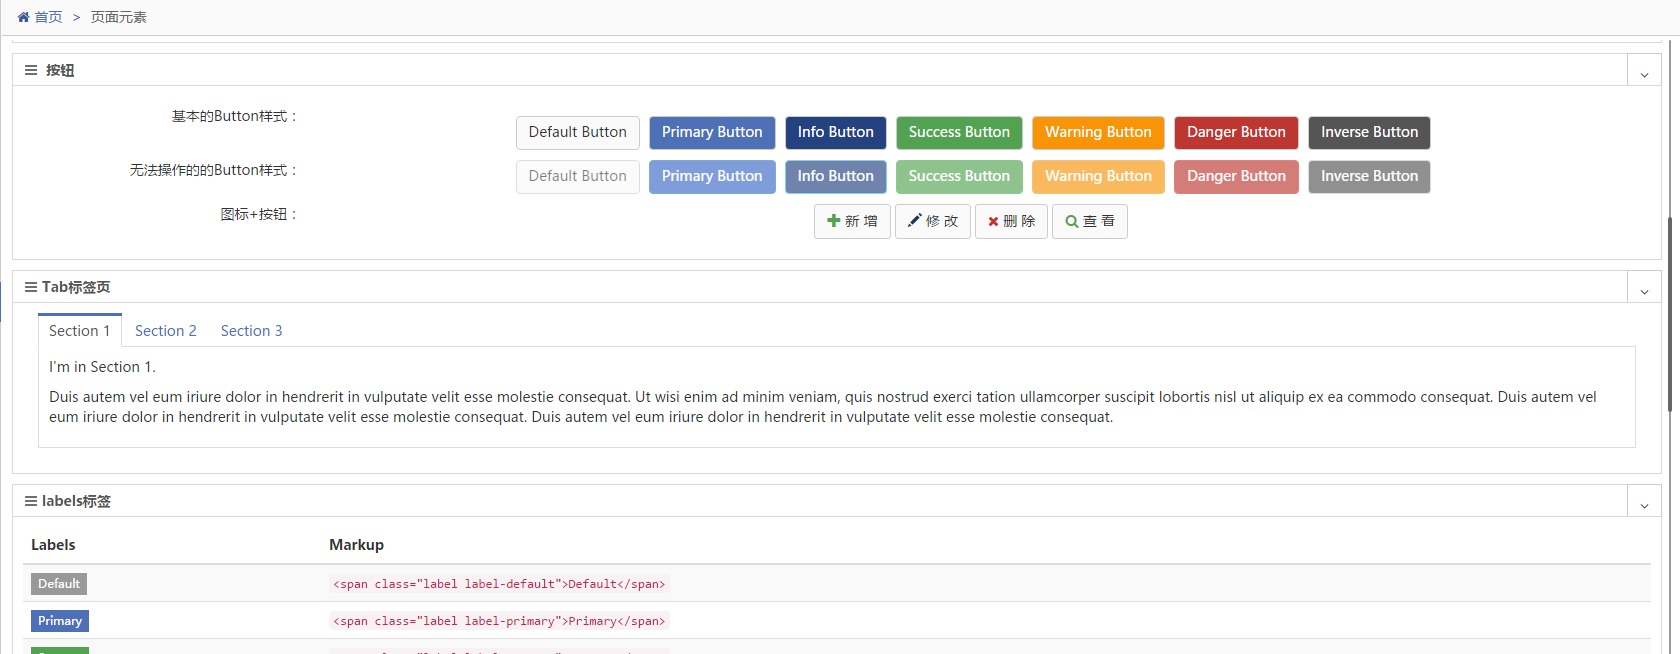 首页 > 页面元素
按钮
基本的Button样式：
Default Button Primary Button Info Button Success Button Warning Button Danger Button Inverse Button
无法操作的的Button样式：
Default Button Primary Button Info Button Success Button Warning Button Danger Button Inverse Button
图标+按钮：
新 增 修 改 删 除 查 看
Tab标签页
Section 1 Section 2 Section 3
I'm in Section 1.
Duis autem vel eum iriure dolor in hendrerit in vulputate velit esse molestie consequat. Ut wisi enim ad minim veniam, quis nostrud exerci tation ullamcorper suscipit lobortis nisl ut aliquip ex ea commodo consequat. Duis autem vel
eum iriure dolor in hendrerit in vulputate velit esse molestie consequat. Duis autem vel eum iriure dolor in hendrerit in vulputate velit esse molestie consequat.
labels标签
Labels Markup
Default <span class="label label-default">Default</span>
Primary <span class="label label-primary">Primary</span>